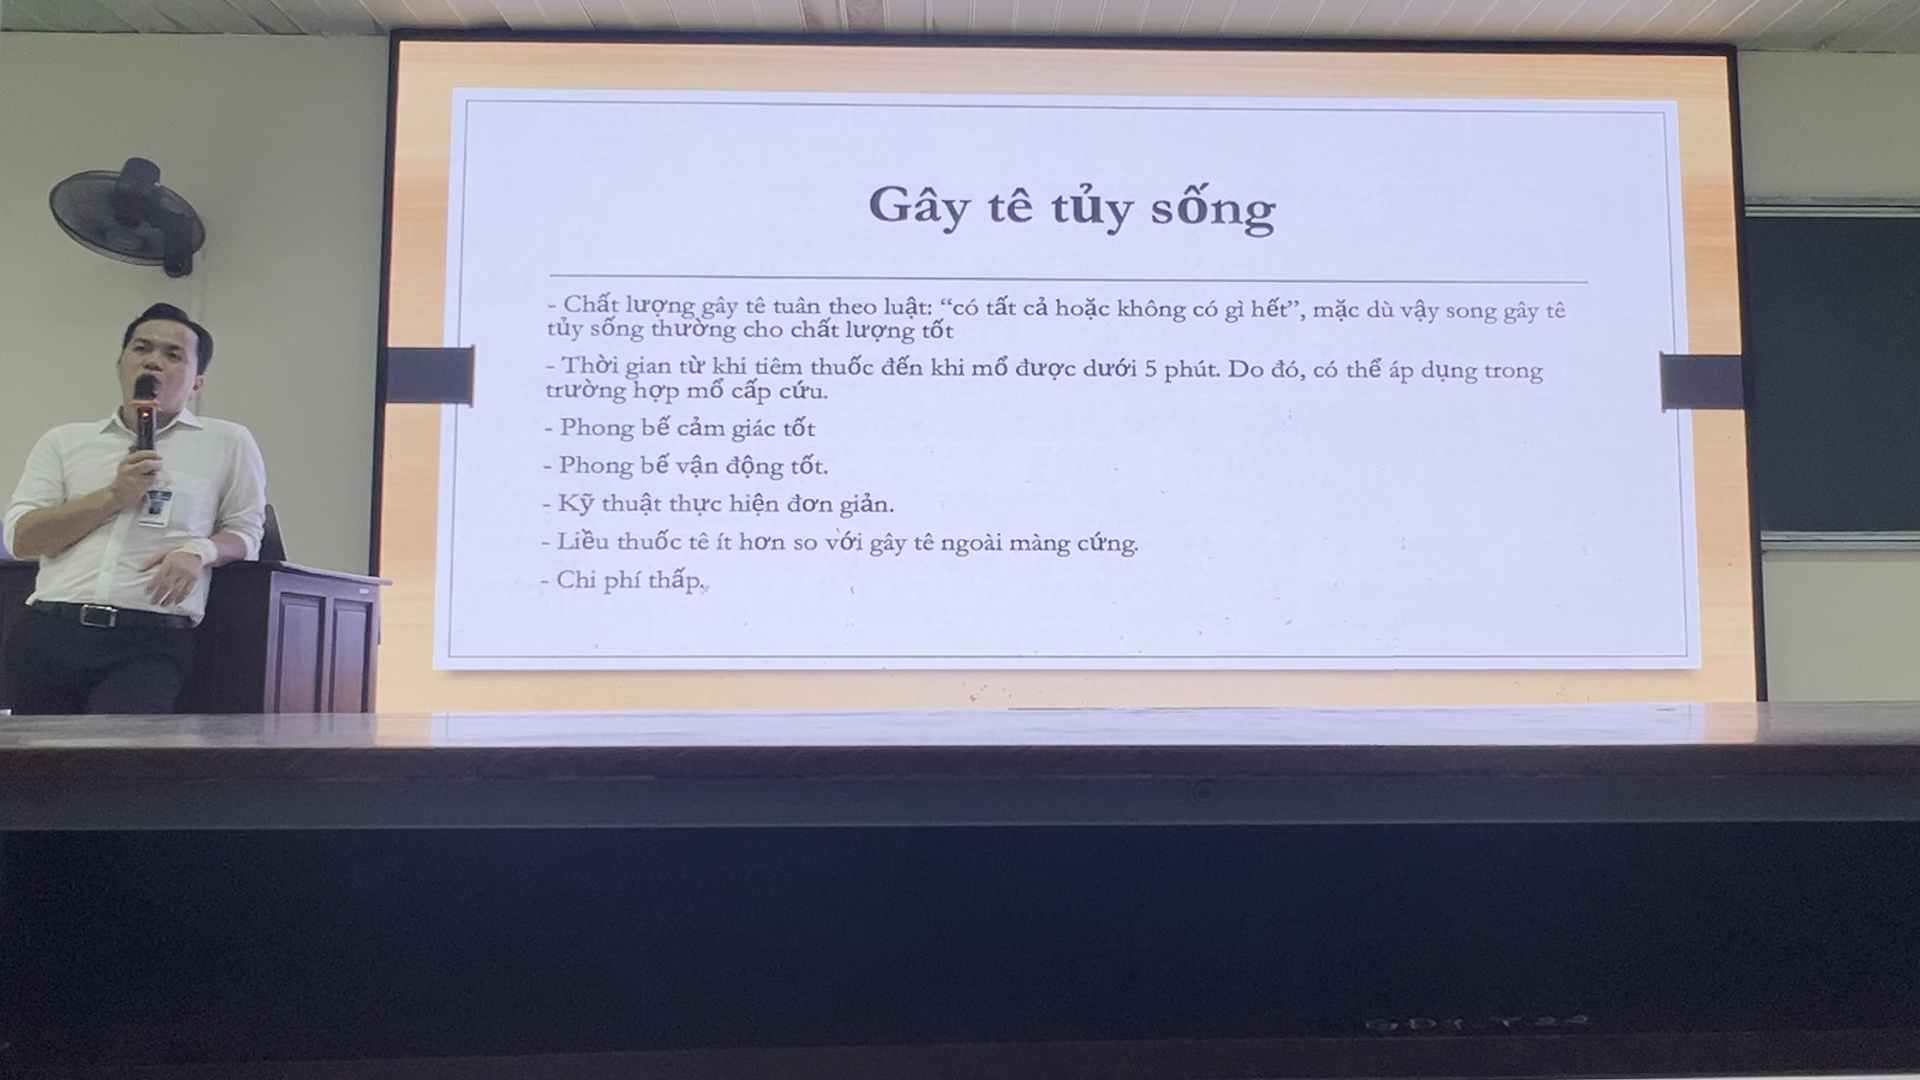 Gây tê tủy sống
- Chất lượng gây tê tuân theo luật: “có tất cả hoặc không có gì hết”, mặc dù vậy song gây tê
tủy sống thường cho chất lượng tốt
- Thời gian từ khi tiêm thuốc đến khi mổ được dưới 5 phút. Do đó, có thể áp dụng trong
trường hợp mổ cấp cứu.
- Phong bế cảm giác tốt
- Phong bế vận động tốt.
- Kỹ thuật thực hiện đơn giản.
- Liều thuốc tê ít hơn so với gây tê ngoài màng cứng.
- Chi phí thấp.